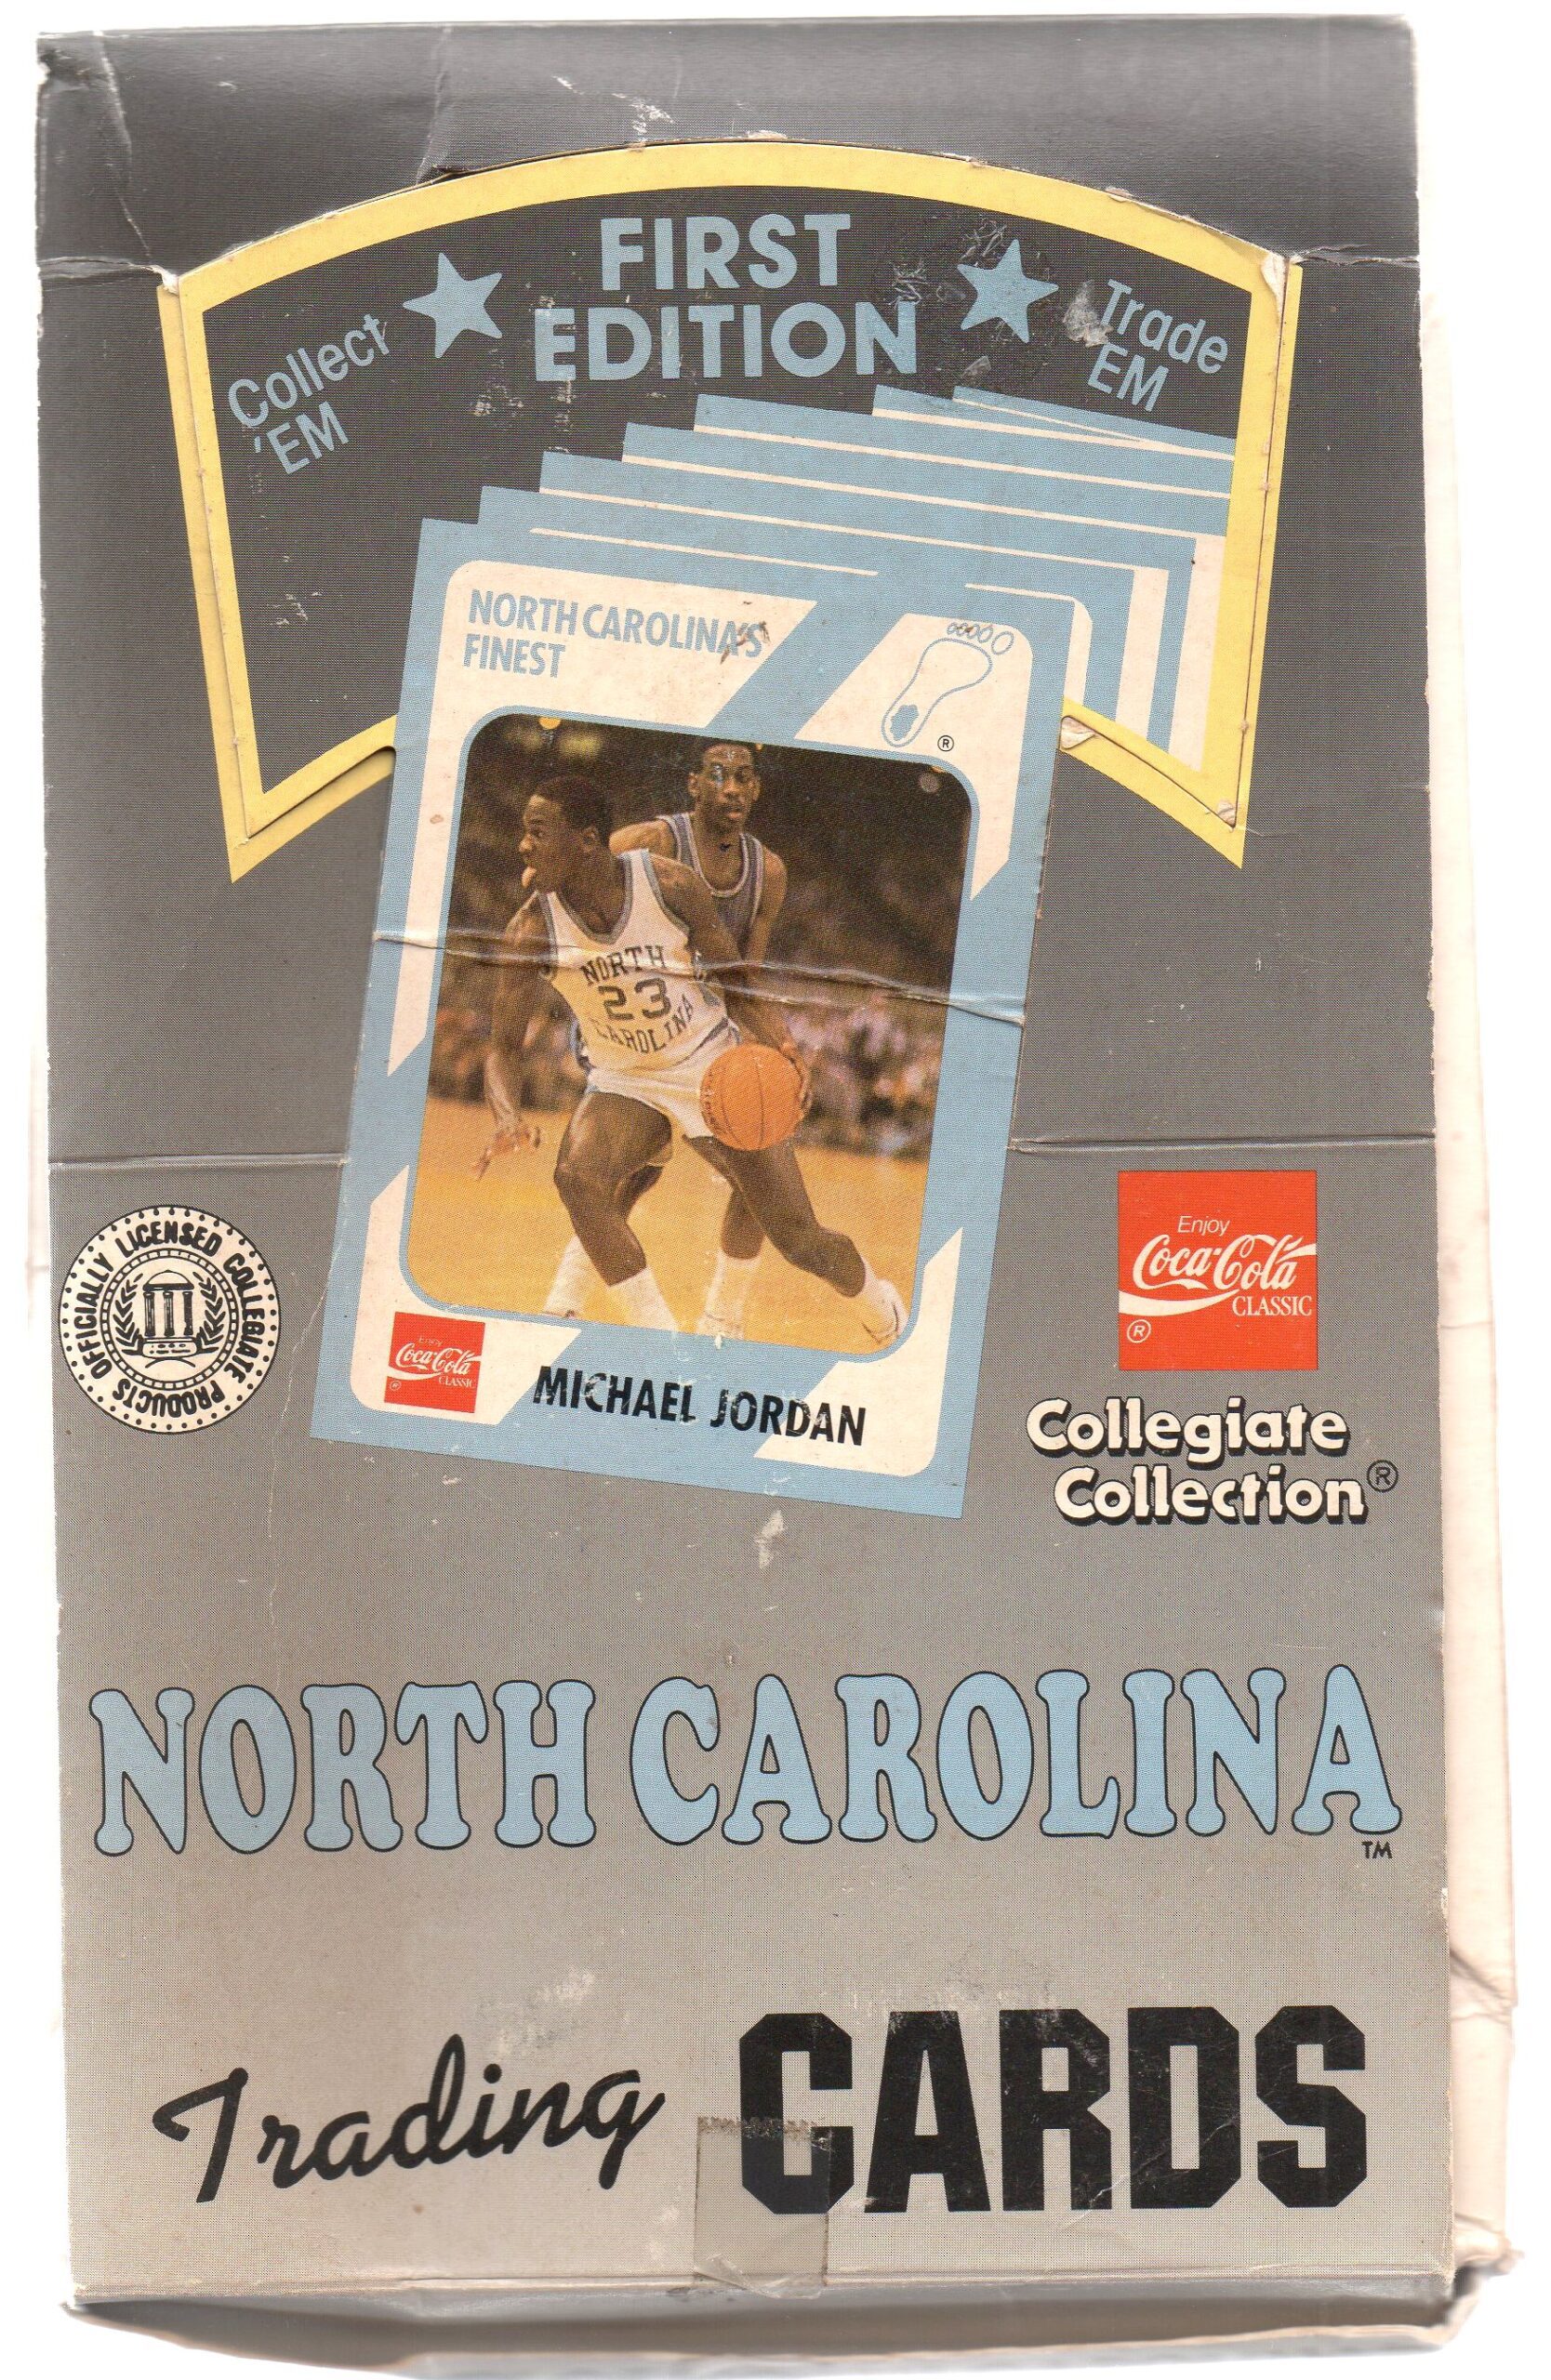 FIRST
EDITION
Collect
'EM
Trade
EM
NORTH CAROLINA'S
FINEST
®
NORTH
23
CAROLINA
Enjoy
Coca-Cola
CLASSIC
®
MICHAEL JORDAN
OFFICIALLY LICENSED COLLEGIATE PRODUCTS
Enjoy
Coca-Cola
CLASSIC
®
Collegiate
Collection®
NORTH CAROLINA
TM
Trading CARDS